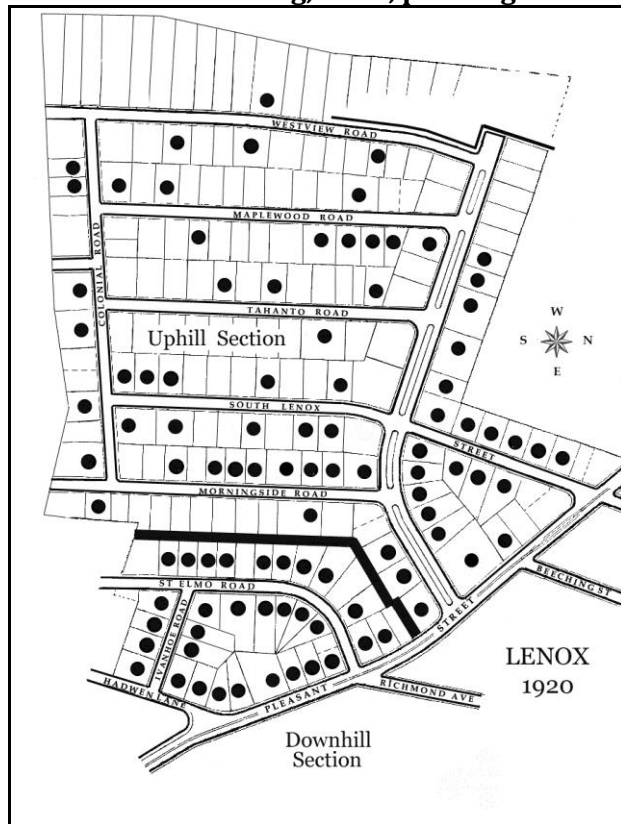 WESTVIEW ROAD
MAPLEWOOD ROAD
COLONIAL ROAD
TAHANTO ROAD
Uphill Section
W
S N
E
SOUTH LENOX
STREET
MORNINGSIDE ROAD
ST ELMO ROAD
IVANHOE ROAD
BEECHING ST
STREET
HADWEN LANE
PLEASANT
RICHMOND AVE
LENOX
1920
Downhill
Section